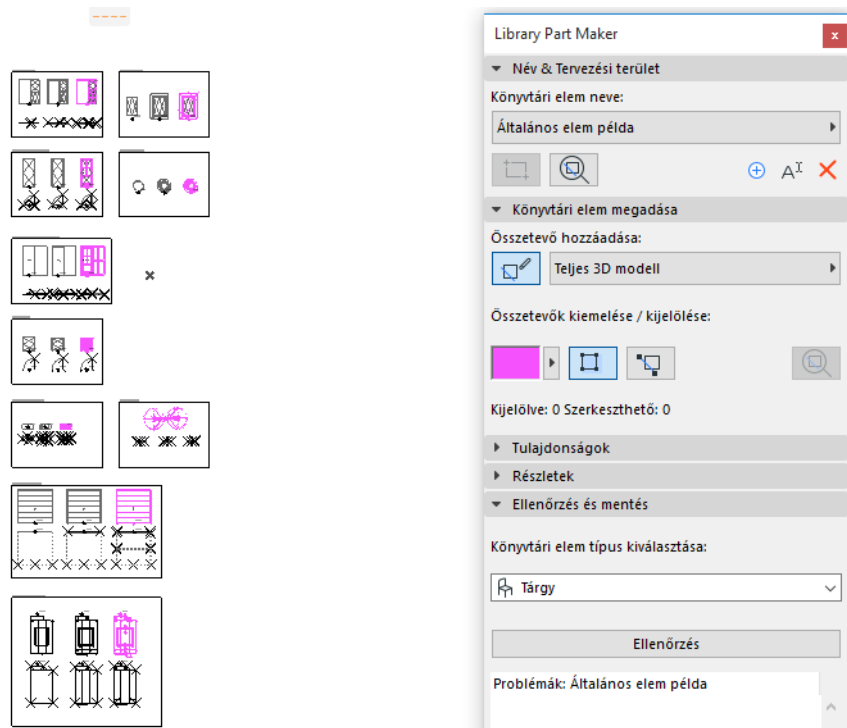 Library Part Maker
x
Név & Tervezési terület
Könyvtári elem neve:
Általános elem példa
Könyvtári elem megadása
Összetevő hozzáadása:
Teljes 3D modell
Összetevők kiemelése / kijelölése:
Kijelölve: 0 Szerkeszthető: 0
Tulajdonságok
Részletek
Ellenőrzés és mentés
Könyvtári elem típus kiválasztása:
Tárgy
Ellenőrzés
Problémák: Általános elem példa